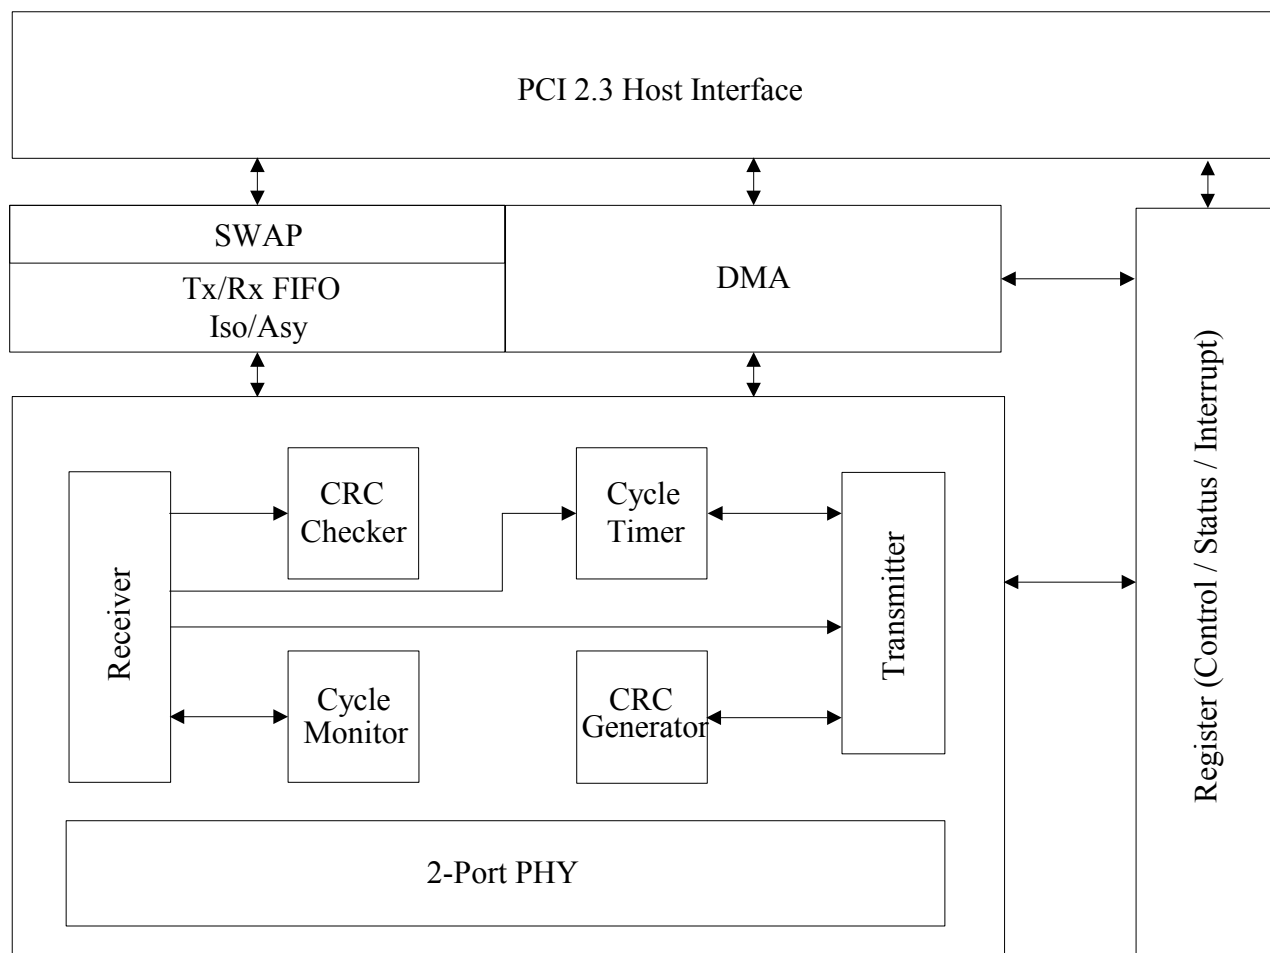 PCI 2.3 Host Interface
SWAP
Tx/Rx FIFO
Iso/Asy
DMA
Register (Control / Status / Interrupt)
Receiver
CRC
Checker
Cycle
Timer
Transmitter
Cycle
Monitor
CRC
Generator
2-Port PHY